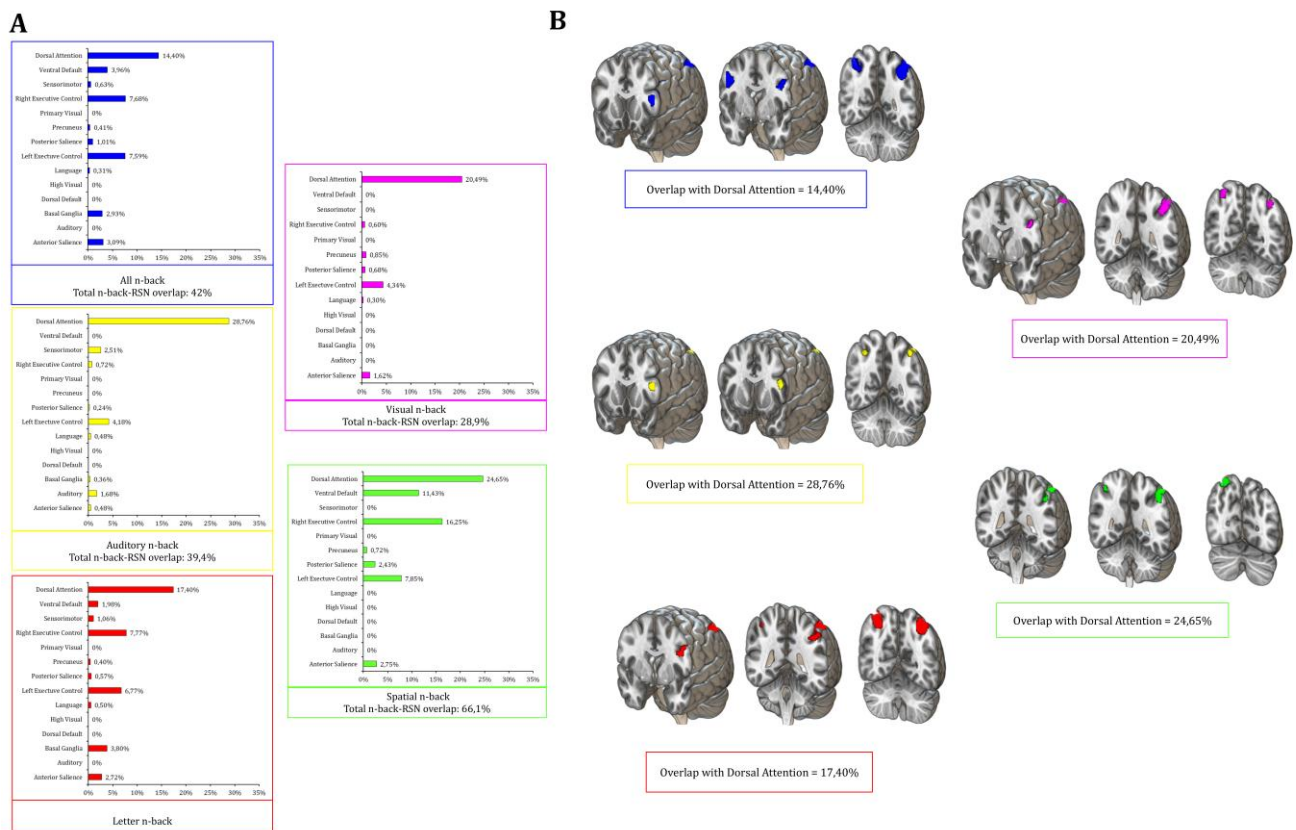 A
Dorsal Attention 14,40%
Ventral Default 3,96%
Sensorimotor 0,63%
Right Executive Control 7,68%
Primary Visual 0%
Precuneus 0,41%
Posterior Salience 1,01%
Left Exectuve Control 7,59%
Language 0,31%
High Visual 0%
Dorsal Default 0%
Basal Ganglia 2,93%
Auditory 0%
Anterior Salience 3,09%
0% 5% 10% 15% 20% 25% 30% 35%
All n-back
Total n-back-RSN overlap: 42%
Dorsal Attention 28,76%
Ventral Default 0%
Sensorimotor 2,51%
Right Executive Control 0,72%
Primary Visual 0%
Precuneus 0%
Posterior Salience 0,24%
Left Exectuve Control 4,18%
Language 0,48%
High Visual 0%
Dorsal Default 0%
Basal Ganglia 0,36%
Auditory 1,68%
Anterior Salience 0,48%
0% 5% 10% 15% 20% 25% 30% 35%
Auditory n-back
Total n-back-RSN overlap: 39,4%
Dorsal Attention 17,40%
Ventral Default 1,98%
Sensorimotor 1,06%
Right Executive Control 7,77%
Primary Visual 0%
Precuneus 0,40%
Posterior Salience 0,57%
Left Exectuve Control 6,77%
Language 0,50%
High Visual 0%
Dorsal Default 0%
Basal Ganglia 3,80%
Auditory 0%
Anterior Salience 2,72%
0% 5% 10% 15% 20% 25% 30% 35%
Letter n-back
Dorsal Attention 20,49%
Ventral Default 0%
Sensorimotor 0%
Right Executive Control 0,60%
Primary Visual 0%
Precuneus 0,85%
Posterior Salience 0,68%
Left Exectuve Control 4,34%
Language 0,30%
High Visual 0%
Dorsal Default 0%
Basal Ganglia 0%
Auditory 0%
Anterior Salience 1,62%
0% 5% 10% 15% 20% 25% 30% 35%
Visual n-back
Total n-back-RSN overlap: 28,9%
Dorsal Attention 24,65%
Ventral Default 11,43%
Sensorimotor 0%
Right Executive Control 16,25%
Primary Visual 0%
Precuneus 0,72%
Posterior Salience 2,43%
Left Exectuve Control 7,85%
Language 0%
High Visual 0%
Dorsal Default 0%
Basal Ganglia 0%
Auditory 0%
Anterior Salience 2,75%
0% 5% 10% 15% 20% 25% 30% 35%
Spatial n-back
Total n-back-RSN overlap: 66,1%
B
Overlap with Dorsal Attention = 14,40%
Overlap with Dorsal Attention = 20,49%
Overlap with Dorsal Attention = 28,76%
Overlap with Dorsal Attention = 24,65%
Overlap with Dorsal Attention = 17,40%